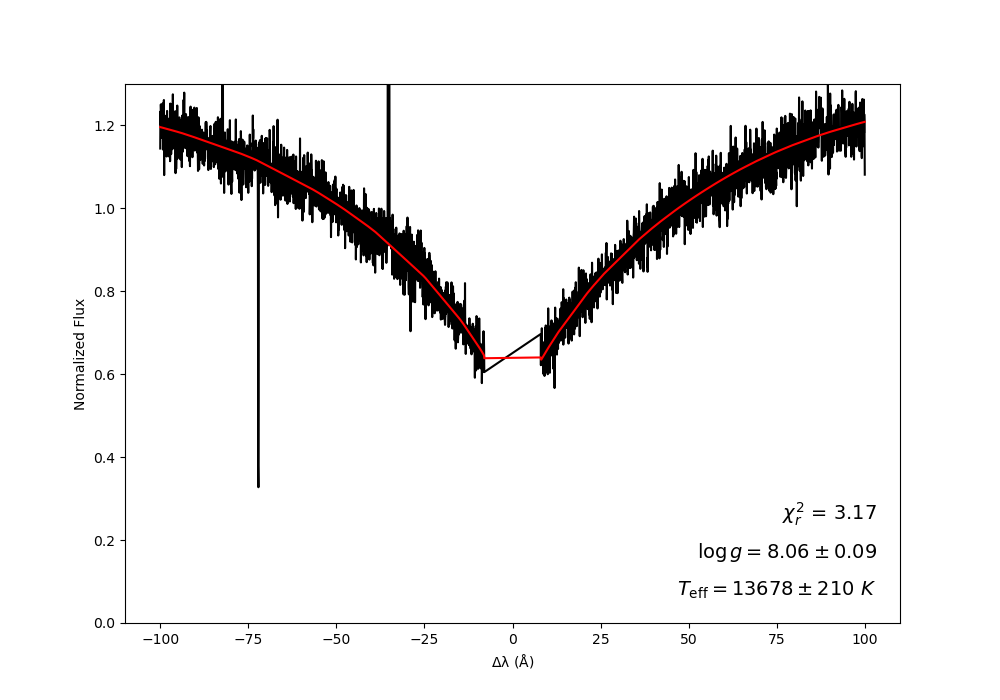 1.2
1.0
0.8
0.6
0.4
0.2
0.0
Normalized Flux
χ²ᵣ = 3.17
log g = 8.06 ± 0.09
T_eff = 13678 ± 210 K
−100 −75 −50 −25 0 25 50 75 100
Δλ (Å)